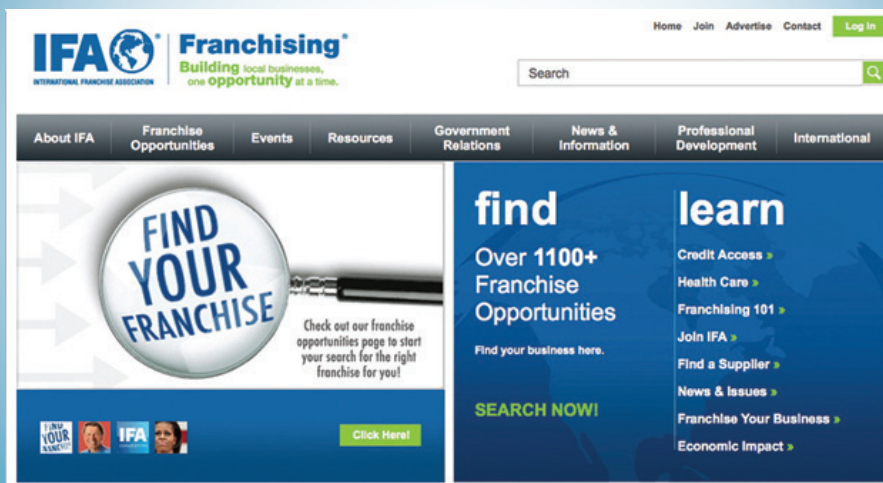 Home Join Advertise Contact Log In
IFA
INTERNATIONAL FRANCHISE ASSOCIATION
Franchising®
Building local businesses,
one opportunity at a time.
Search
About IFA
Franchise
Opportunities
Events
Resources
Government
Relations
News &
Information
Professional
Development
International
FIND
YOUR
FRANCHISE
Check out our franchise
opportunities page to start
your search for the right
franchise for you!
FIND
YOUR
FRANCHISE
IFA
Click Here!
find
Over 1100+
Franchise
Opportunities
Find your business here.
SEARCH NOW!
learn
Credit Access »
Health Care »
Franchising 101 »
Join IFA »
Find a Supplier »
News & Issues »
Franchise Your Business »
Economic Impact »